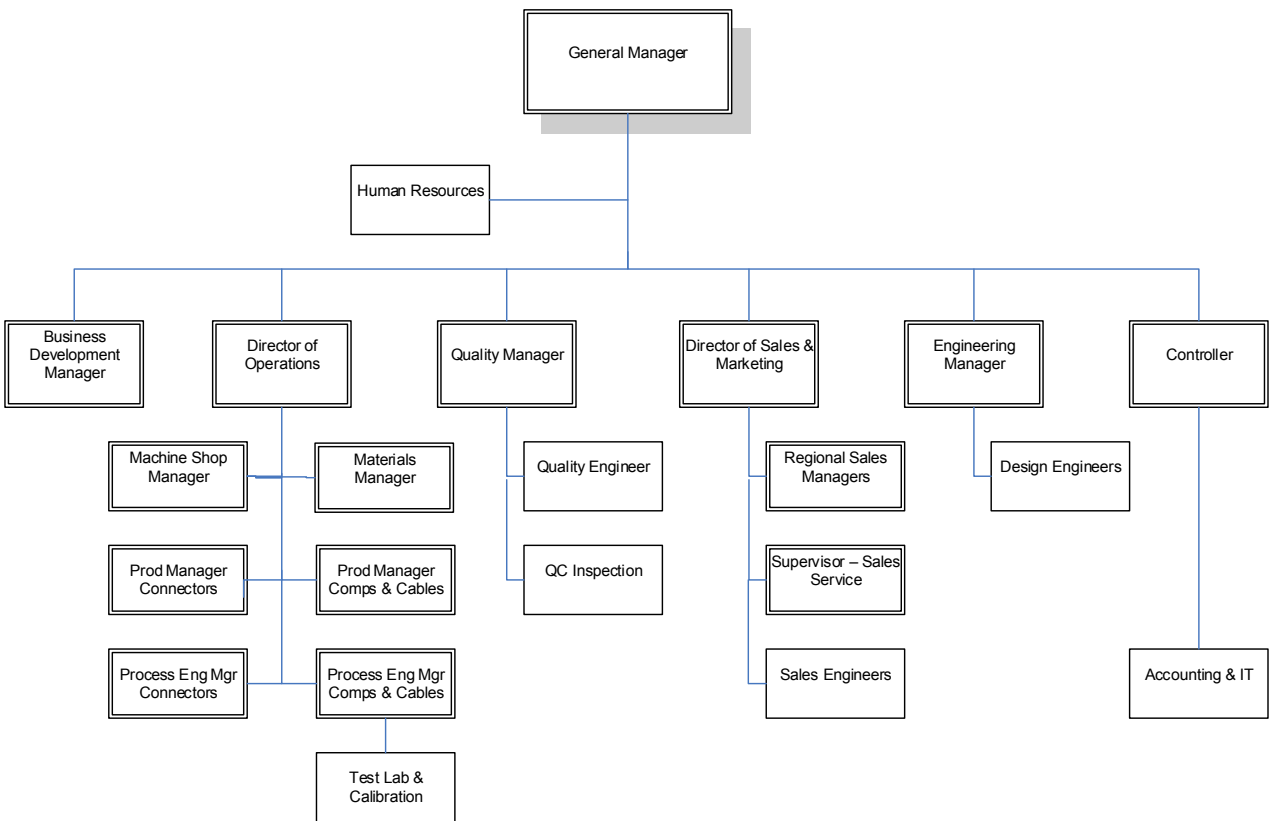 General Manager
Human Resources
Business
Development
Manager
Director of
Operations
Quality Manager
Director of Sales &
Marketing
Engineering
Manager
Controller
Machine Shop
Manager
Materials
Manager
Quality Engineer
Regional Sales
Managers
Design Engineers
Prod Manager
Connectors
Prod Manager
Comps & Cables
QC Inspection
Supervisor – Sales
Service
Process Eng Mgr
Connectors
Process Eng Mgr
Comps & Cables
Sales Engineers
Accounting & IT
Test Lab &
Calibration